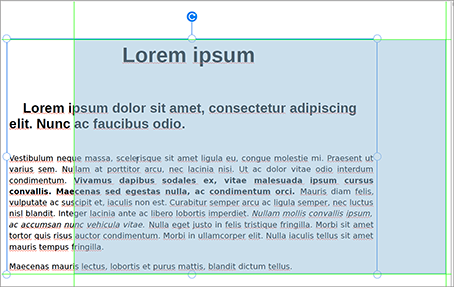 Lorem ipsum
Lorem ipsum dolor sit amet, consectetur adipiscing
elit. Nunc ac faucibus odio.
Vestibulum neque massa, scelerisque sit amet ligula eu, congue molestie mi. Praesent ut
varius sem. Nullam at porttitor arcu, nec lacinia nisi. Ut ac dolor vitae odio interdum
condimentum. Vivamus dapibus sodales ex, vitae malesuada ipsum cursus
convallis. Maecenas sed egestas nulla, ac condimentum orci. Mauris diam felis,
vulputate ac suscipit et, iaculis non est. Curabitur semper arcu ac ligula semper, nec luctus
nisl blandit. Integer lacinia ante ac libero lobortis imperdiet. Nullam mollis convallis ipsum,
ac accumsan nunc vehicula vitae. Nulla eget justo in felis tristique fringilla. Morbi sit amet
tortor quis risus auctor condimentum. Morbi in ullamcorper elit. Nulla iaculis tellus sit amet
mauris tempus fringilla.
Maecenas mauris lectus, lobortis et purus mattis, blandit dictum tellus.